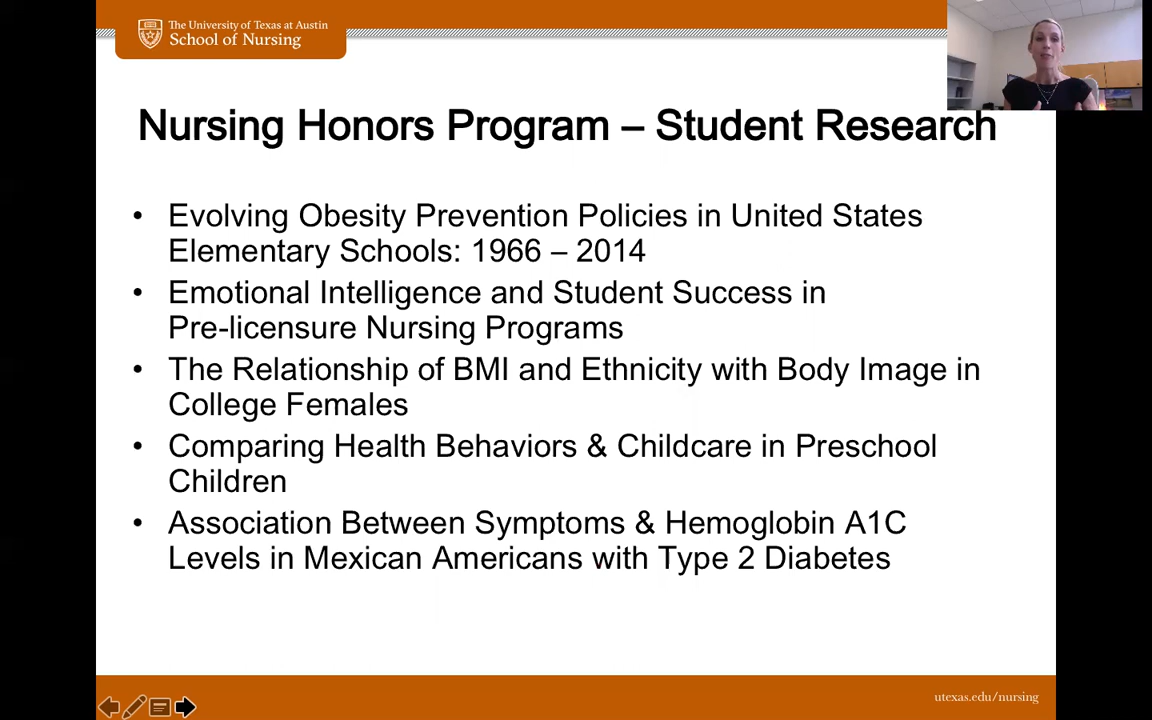 The University of Texas at Austin
School of Nursing
Nursing Honors Program – Student Research
• Evolving Obesity Prevention Policies in United States
Elementary Schools: 1966 – 2014
• Emotional Intelligence and Student Success in
Pre-licensure Nursing Programs
• The Relationship of BMI and Ethnicity with Body Image in
College Females
• Comparing Health Behaviors & Childcare in Preschool
Children
• Association Between Symptoms & Hemoglobin A1C
Levels in Mexican Americans with Type 2 Diabetes
utexas.edu/nursing